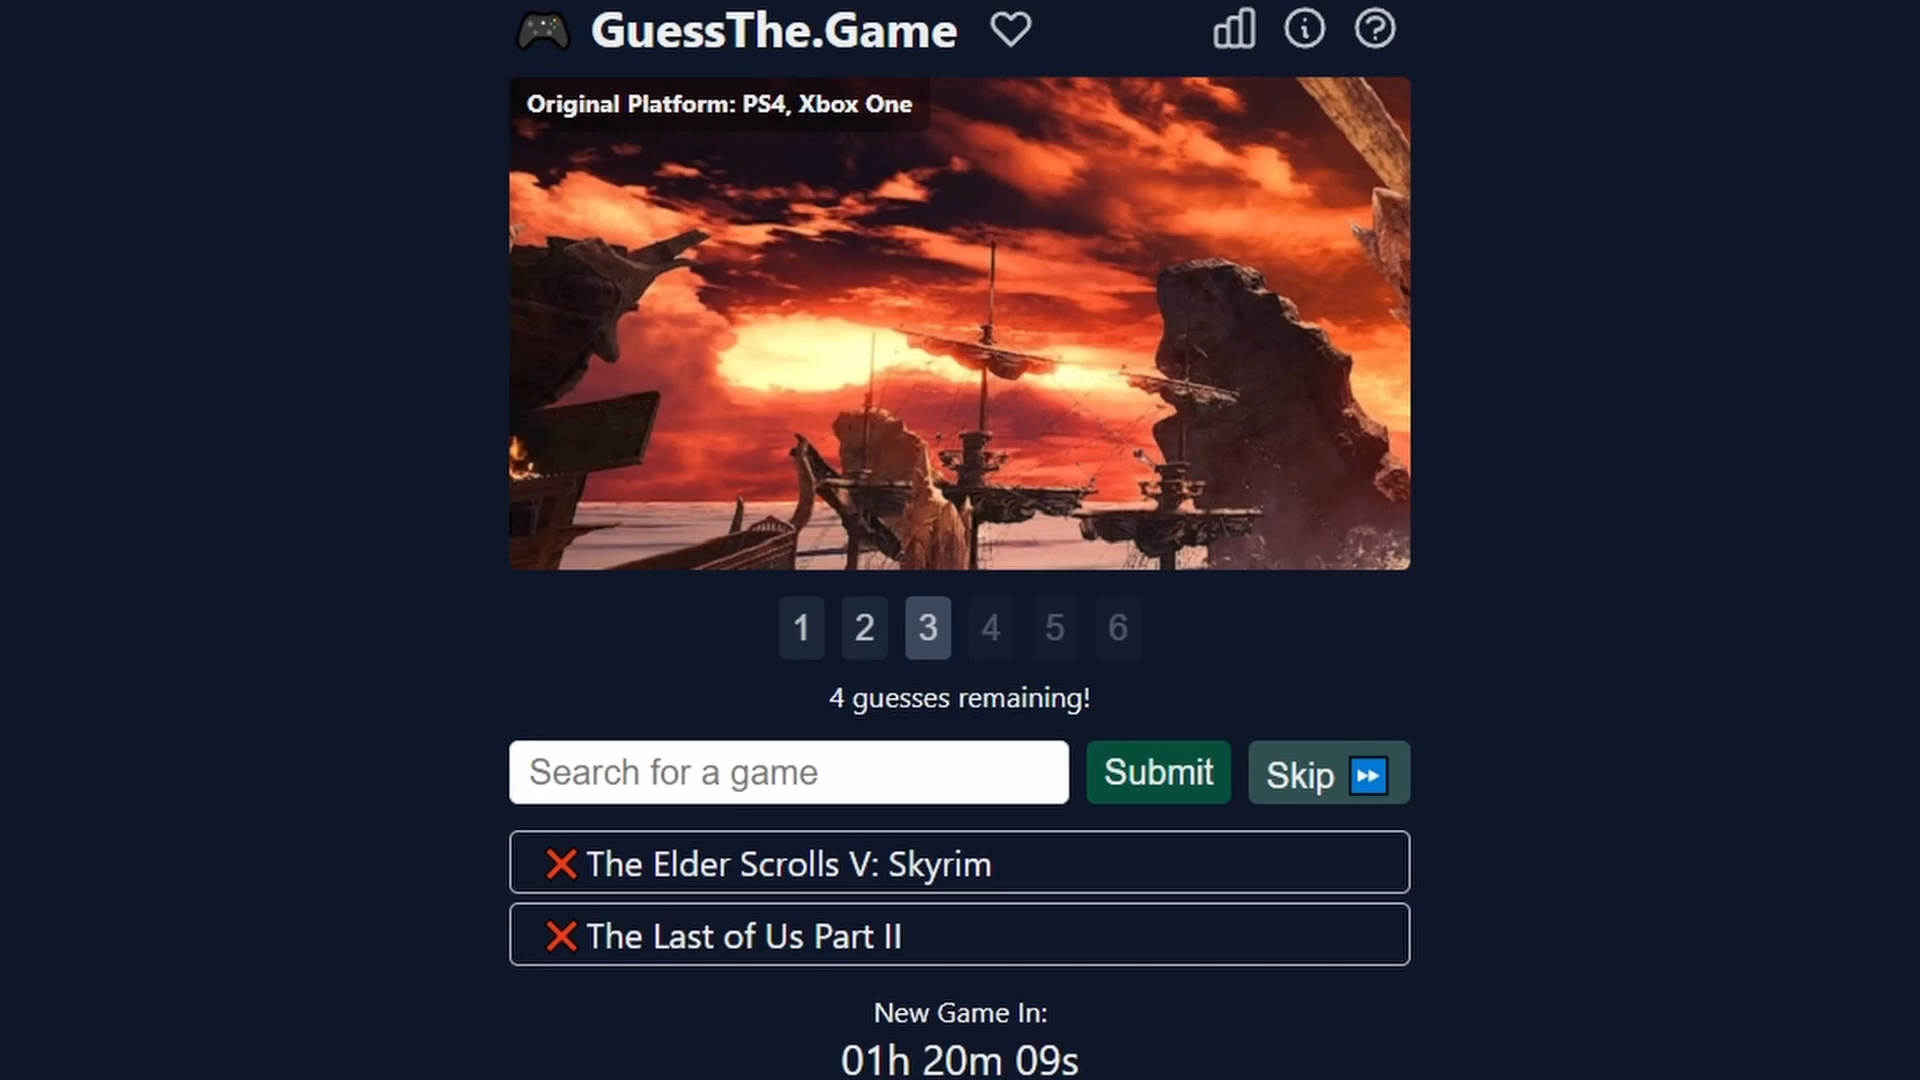 GuessThe.Game
Original Platform: PS4, Xbox One
1 2 3 4 5 6
4 guesses remaining!
Search for a game Submit Skip
The Elder Scrolls V: Skyrim
The Last of Us Part II
New Game In:
01h 20m 09s